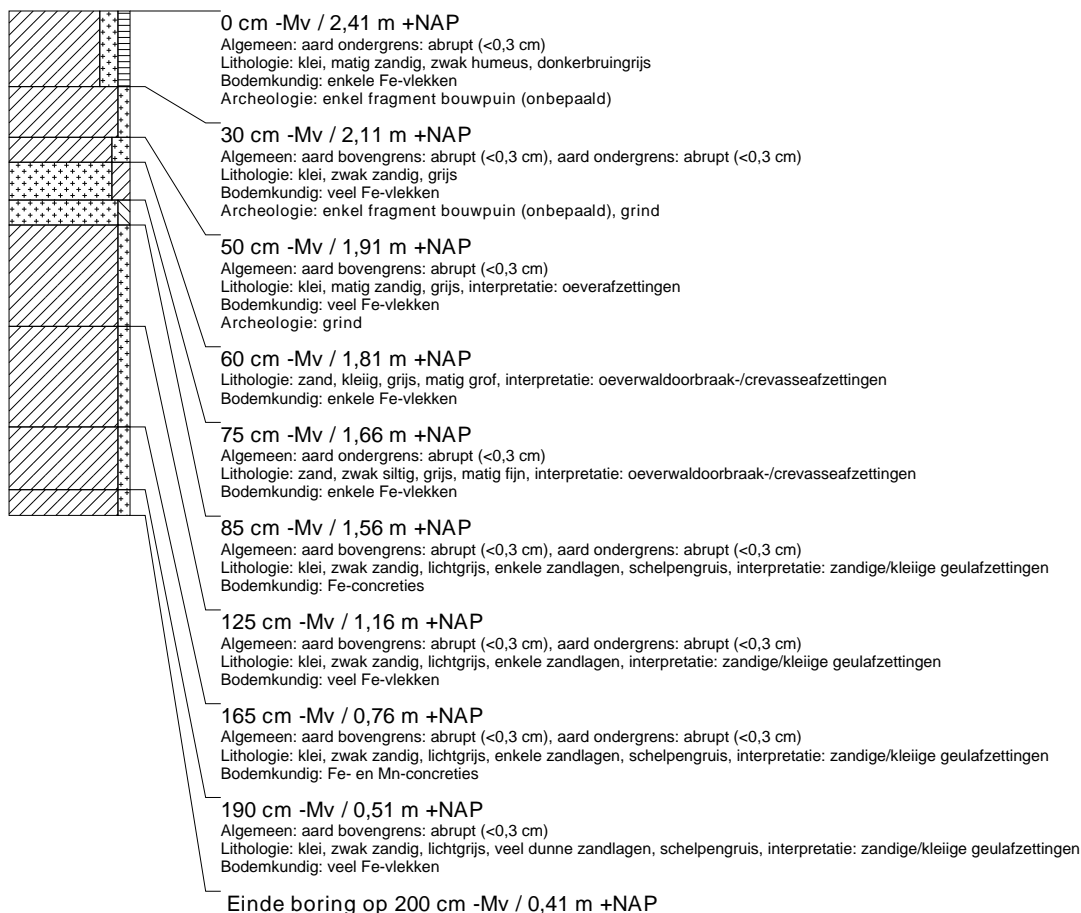 0 cm -Mv / 2,41 m +NAP
Algemeen: aard ondergrens: abrupt (<0,3 cm)
Lithologie: klei, matig zandig, zwak humeus, donkerbruingrijs
Bodemkundig: enkele Fe-vlekken
Archeologie: enkel fragment bouwpuin (onbepaald)
30 cm -Mv / 2,11 m +NAP
Algemeen: aard bovengrens: abrupt (<0,3 cm), aard ondergrens: abrupt (<0,3 cm)
Lithologie: klei, zwak zandig, grijs
Bodemkundig: veel Fe-vlekken
Archeologie: enkel fragment bouwpuin (onbepaald), grind
50 cm -Mv / 1,91 m +NAP
Algemeen: aard bovengrens: abrupt (<0,3 cm)
Lithologie: klei, matig zandig, grijs, interpretatie: oeverafzettingen
Bodemkundig: veel Fe-vlekken
Archeologie: grind
60 cm -Mv / 1,81 m +NAP
Lithologie: zand, kleiig, grijs, matig grof, interpretatie: oeverwaldoorbraak-/crevasseafzettingen
Bodemkundig: enkele Fe-vlekken
75 cm -Mv / 1,66 m +NAP
Algemeen: aard ondergrens: abrupt (<0,3 cm)
Lithologie: zand, zwak siltig, grijs, matig fijn, interpretatie: oeverwaldoorbraak-/crevasseafzettingen
Bodemkundig: enkele Fe-vlekken
85 cm -Mv / 1,56 m +NAP
Algemeen: aard bovengrens: abrupt (<0,3 cm), aard ondergrens: abrupt (<0,3 cm)
Lithologie: klei, zwak zandig, lichtgrijs, enkele zandlagen, schelpengruis, interpretatie: zandige/kleiige geulafzettingen
Bodemkundig: Fe-concreties
125 cm -Mv / 1,16 m +NAP
Algemeen: aard bovengrens: abrupt (<0,3 cm), aard ondergrens: abrupt (<0,3 cm)
Lithologie: klei, zwak zandig, lichtgrijs, enkele zandlagen, interpretatie: zandige/kleiige geulafzettingen
Bodemkundig: veel Fe-vlekken
165 cm -Mv / 0,76 m +NAP
Algemeen: aard bovengrens: abrupt (<0,3 cm), aard ondergrens: abrupt (<0,3 cm)
Lithologie: klei, zwak zandig, lichtgrijs, enkele zandlagen, schelpengruis, interpretatie: zandige/kleiige geulafzettingen
Bodemkundig: Fe- en Mn-concreties
190 cm -Mv / 0,51 m +NAP
Algemeen: aard bovengrens: abrupt (<0,3 cm)
Lithologie: klei, zwak zandig, lichtgrijs, veel dunne zandlagen, schelpengruis, interpretatie: zandige/kleiige geulafzettingen
Bodemkundig: veel Fe-vlekken
Einde boring op 200 cm -Mv / 0,41 m +NAP